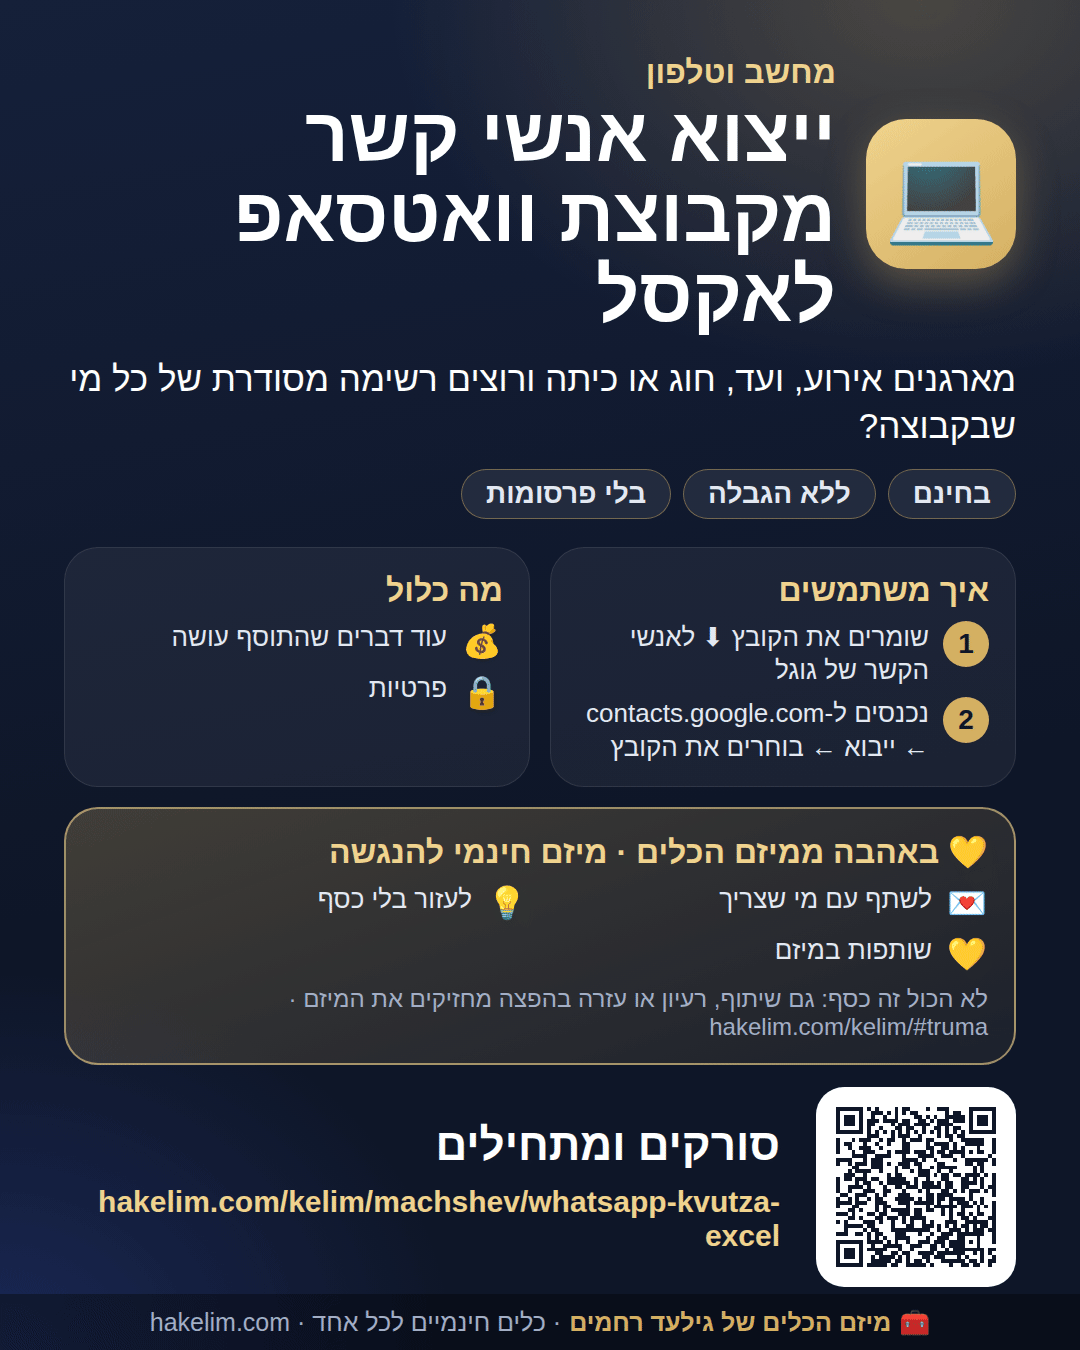 מחשב וטלפון
ייצוא אנשי קשר
מקבוצת וואטסאפ
לאקסל
מארגנים אירוע, ועד, חוג או כיתה ורוצים רשימה מסודרת של כל מי
שבקבוצה?
בחינם
ללא הגבלה
בלי פרסומות
איך משתמשים
1
שומרים את הקובץ ⬇ לאנשי
הקשר של גוגל
2
נכנסים ל-contacts.google.com
← ייבוא ← בוחרים את הקובץ
מה כלול
💰 עוד דברים שהתוסף עושה
🔒 פרטיות
💛 באהבה ממיזם הכלים · מיזם חינמי להנגשה
💌 לשתף עם מי שצריך
💡 לעזור בלי כסף
💛 שותפות במיזם
לא הכול זה כסף: גם שיתוף, רעיון או עזרה בהפצה מחזיקים את המיזם ·
hakelim.com/kelim/#truma
סורקים ומתחילים
hakelim.com/kelim/machshev/whatsapp-kvutza-
excel
🧰 מיזם הכלים של גילעד רחמים · כלים חינמיים לכל אחד · hakelim.com